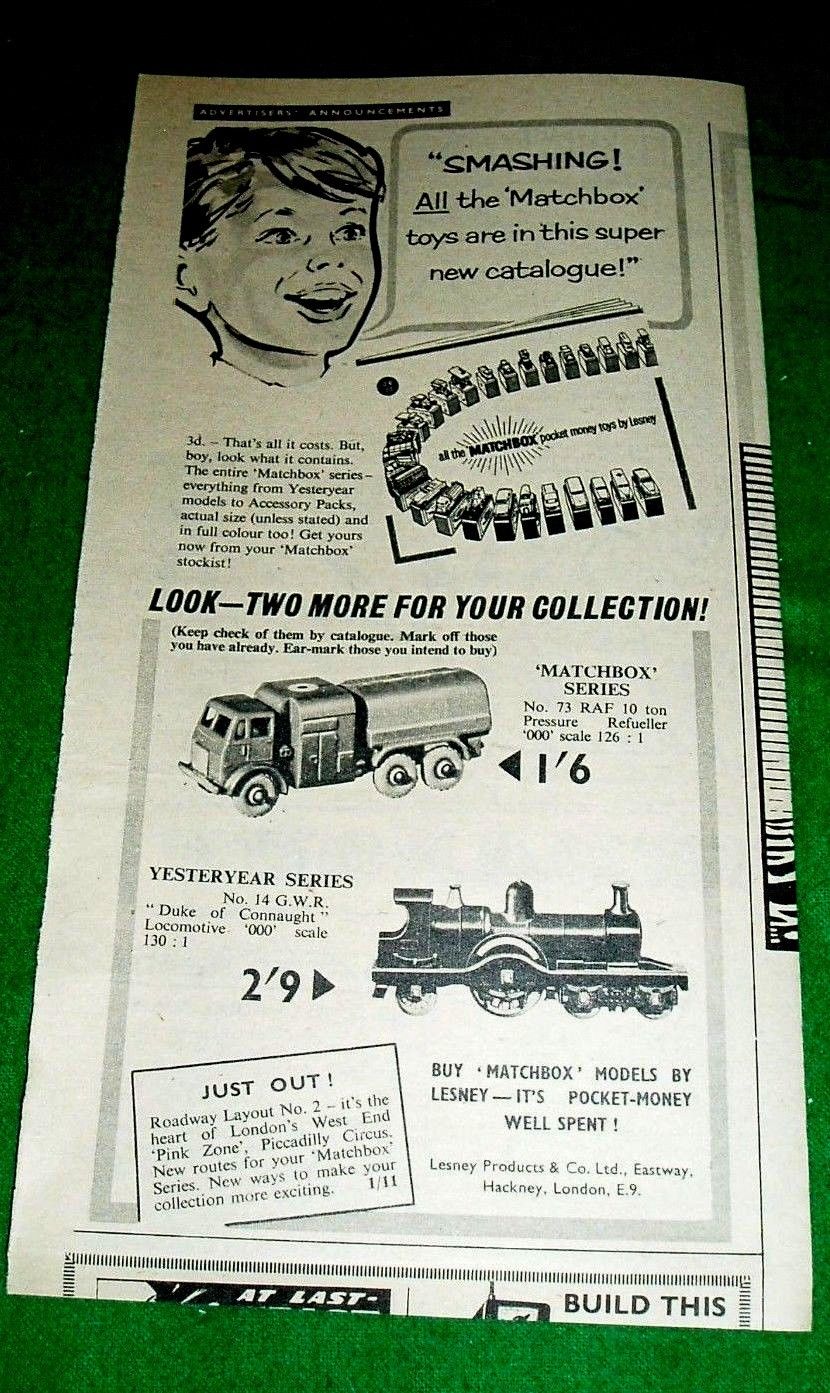 ADVERTISERS' ANNOUNCEMENTS
"SMASHING!
All the 'Matchbox'
toys are in this super
new catalogue!"
all the MATCHBOX pocket money toys by Lesney
3d. – That's all it costs. But,
boy, look what it contains.
The entire 'Matchbox' series–
everything from Yesteryear
models to Accessory Packs,
actual size (unless stated) and
in full colour too! Get yours
now from your 'Matchbox'
stockist!
LOOK—TWO MORE FOR YOUR COLLECTION!
(Keep check of them by catalogue. Mark off those
you have already. Ear-mark those you intend to buy)
'MATCHBOX'
SERIES
No. 73 RAF 10 ton
Pressure Refueller
'000' scale 126 : 1
1'6
YESTERYEAR SERIES
No. 14 G.W.R.
"Duke of Connaught"
Locomotive '000' scale
130 : 1
2'9
JUST OUT!
Roadway Layout No. 2 – it's the
heart of London's West End
'Pink Zone', Piccadilly Circus.
New routes for your 'Matchbox'
Series. New ways to make your
collection more exciting. 1/11
BUY 'MATCHBOX' MODELS BY
LESNEY — IT'S POCKET-MONEY
WELL SPENT!
Lesney Products & Co. Ltd., Eastway,
Hackney, London, E.9.
AT LAST-
BUILD THIS